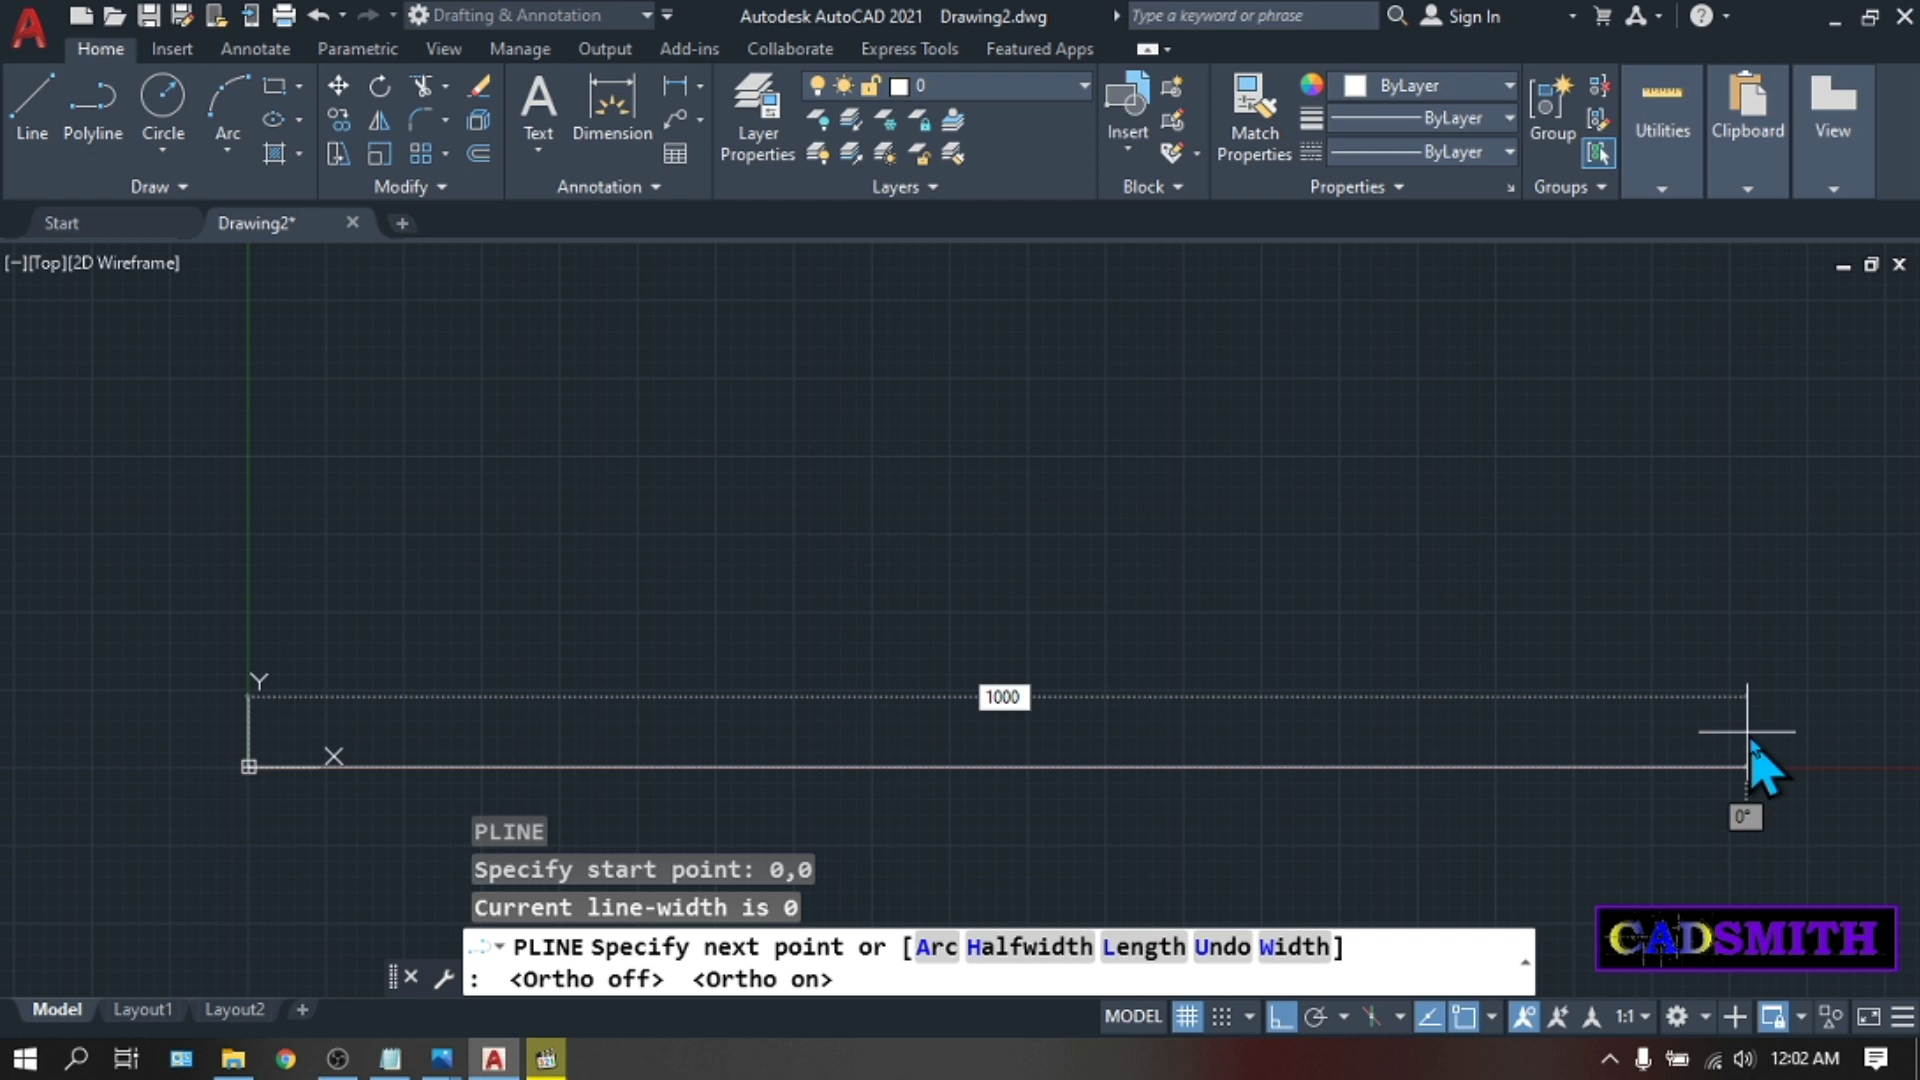 Drafting & Annotation
Autodesk AutoCAD 2021 Drawing2.dwg
Type a keyword or phrase
Sign In
Home Insert Annotate Parametric View Manage Output Add-ins Collaborate Express Tools Featured Apps
Line Polyline Circle Arc
Text Dimension
Layer Properties
0
Insert
Match Properties
ByLayer
ByLayer
ByLayer
Group
Utilities
Clipboard
View
Draw Modify Annotation Layers Block Properties Groups
Start Drawing2*
[−][Top][2D Wireframe]
Y
1000
X
0°
PLINE
Specify start point: 0,0
Current line-width is 0
PLINE Specify next point or [Arc Halfwidth Length Undo Width]
: <Ortho off> <Ortho on>
CADSMITH
Model Layout1 Layout2
MODEL 1:1
12:02 AM